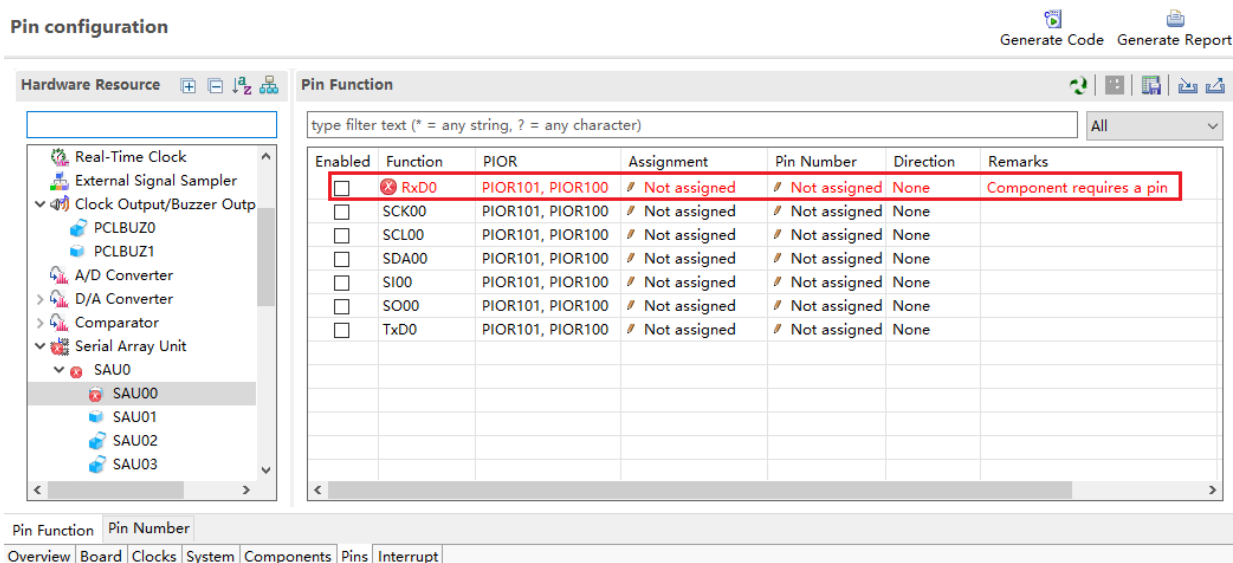 Pin configuration
Generate Code Generate Report
Hardware Resource
Pin Function
type filter text (* = any string, ? = any character)
All
Real-Time Clock
External Signal Sampler
Clock Output/Buzzer Outp
PCLBUZ0
PCLBUZ1
A/D Converter
D/A Converter
Comparator
Serial Array Unit
SAU0
SAU00
SAU01
SAU02
SAU03
Enabled Function PIOR Assignment Pin Number Direction Remarks
RxD0 PIOR101, PIOR100 Not assigned Not assigned None Component requires a pin
SCK00 PIOR101, PIOR100 Not assigned Not assigned None
SCL00 PIOR101, PIOR100 Not assigned Not assigned None
SDA00 PIOR101, PIOR100 Not assigned Not assigned None
SI00 PIOR101, PIOR100 Not assigned Not assigned None
SO00 PIOR101, PIOR100 Not assigned Not assigned None
TxD0 PIOR101, PIOR100 Not assigned Not assigned None
Pin Function Pin Number
Overview Board Clocks System Components Pins Interrupt